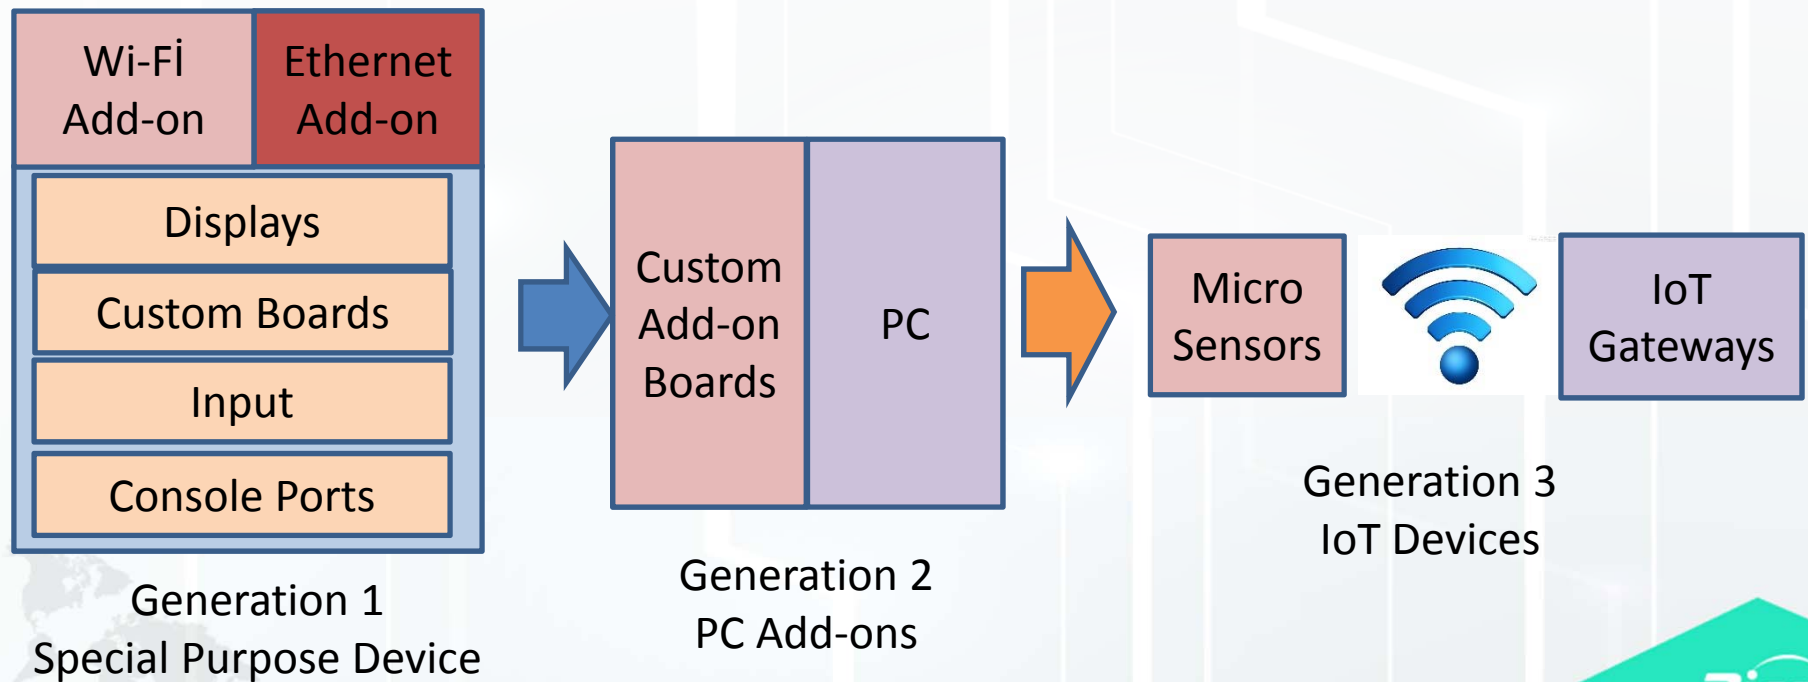 Wi-Fİ
Add-on
Ethernet
Add-on
Displays
Custom Boards
Input
Console Ports
Generation 1
Special Purpose Device
Custom
Add-on
Boards
PC
Generation 2
PC Add-ons
Micro
Sensors
IoT
Gateways
Generation 3
IoT Devices